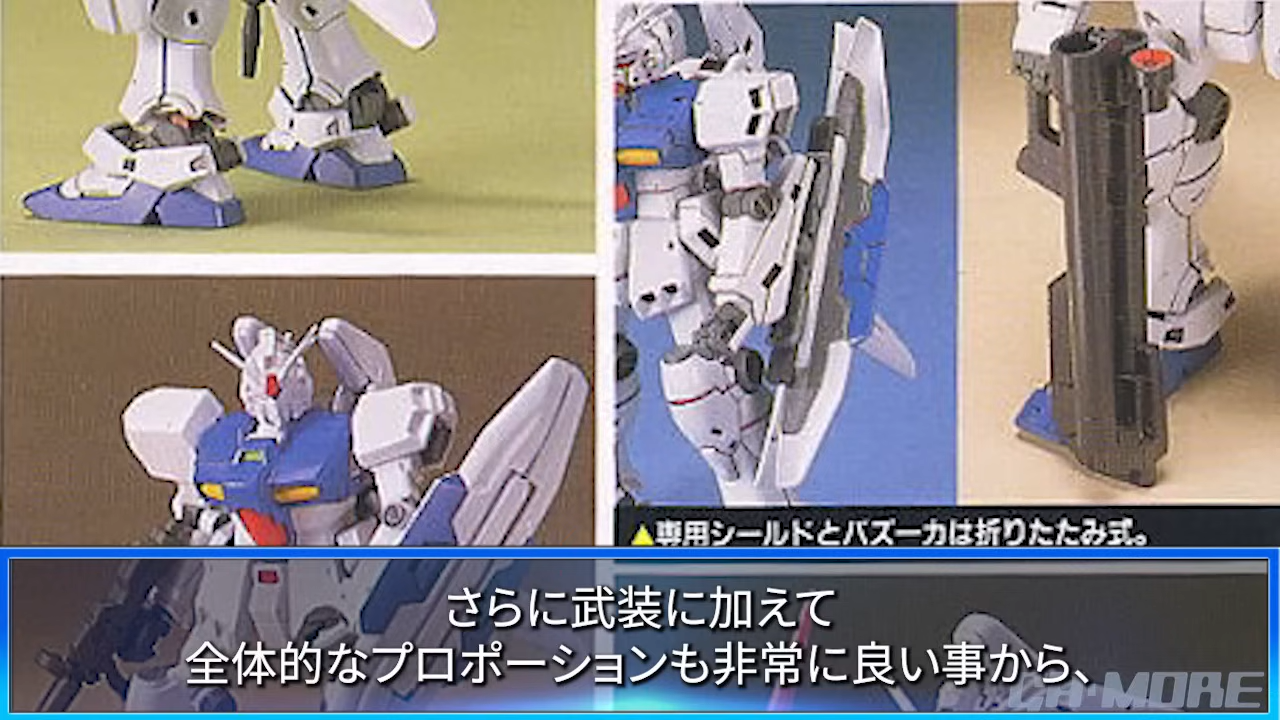 ▲専用シールドとバズーカは折りたたみ式。
さらに武装に加えて
全体的なプロポーションも非常に良い事から、
CA-MORE